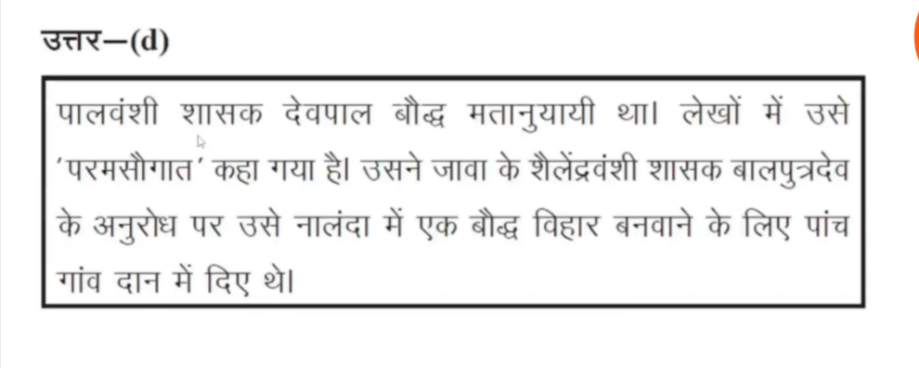 उत्तर—(d)
पालवंशी शासक देवपाल बौद्ध मतानुयायी था। लेखों में उसे
‘परमसौगात’ कहा गया है। उसने जावा के शैलेंद्रवंशी शासक बालपुत्रदेव
के अनुरोध पर उसे नालंदा में एक बौद्ध विहार बनवाने के लिए पांच
गांव दान में दिए थे।